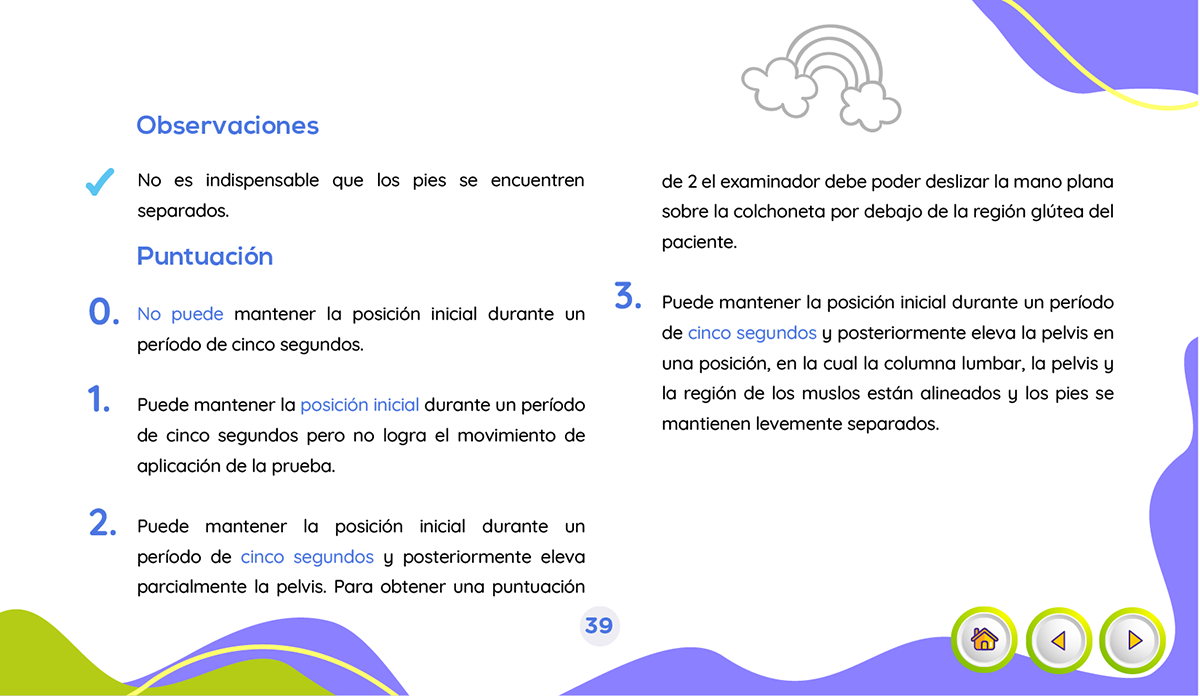 Observaciones
No es indispensable que los pies se encuentren
separados.
Puntuación
0. No puede mantener la posición inicial durante un
período de cinco segundos.
1. Puede mantener la posición inicial durante un período
de cinco segundos pero no logra el movimiento de
aplicación de la prueba.
2. Puede mantener la posición inicial durante un
período de cinco segundos y posteriormente eleva
parcialmente la pelvis. Para obtener una puntuación
de 2 el examinador debe poder deslizar la mano plana
sobre la colchoneta por debajo de la región glútea del
paciente.
3. Puede mantener la posición inicial durante un período
de cinco segundos y posteriormente eleva la pelvis en
una posición, en la cual la columna lumbar, la pelvis y
la región de los muslos están alineados y los pies se
mantienen levemente separados.
39